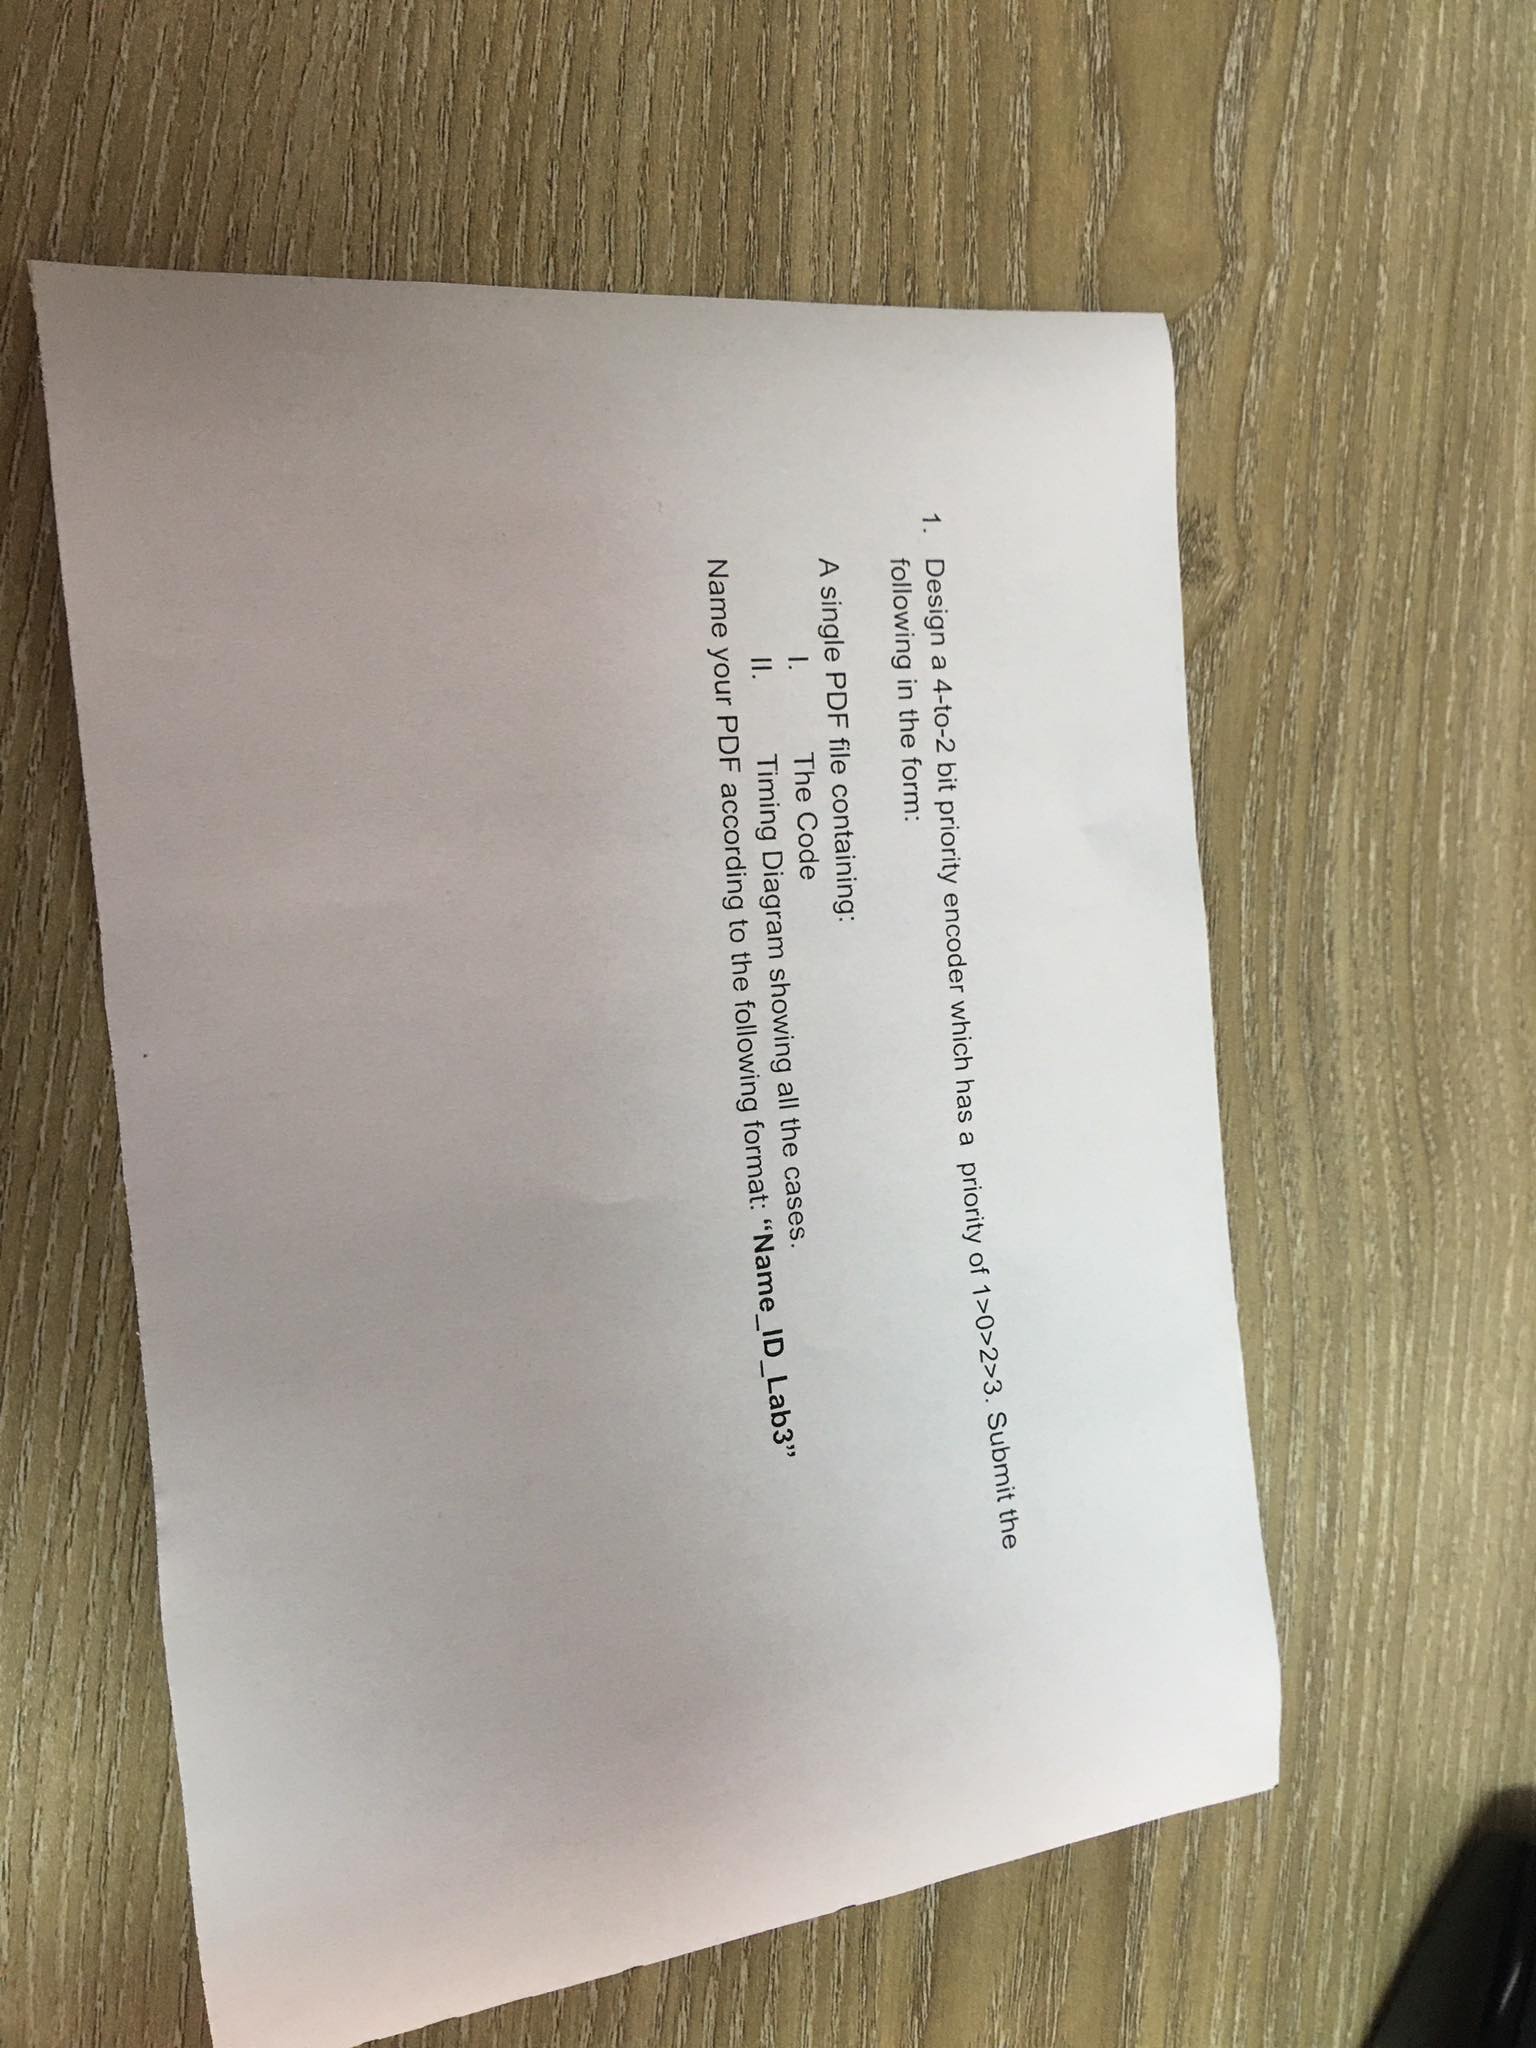 1. Design a 4-to-2 bit priority encoder which has a priority of 1>0>2>3. Submit the
following in the form:
A single PDF file containing:
I. The Code
II. Timing Diagram showing all the cases.
Name your PDF according to the following format: “Name_ID_Lab3”